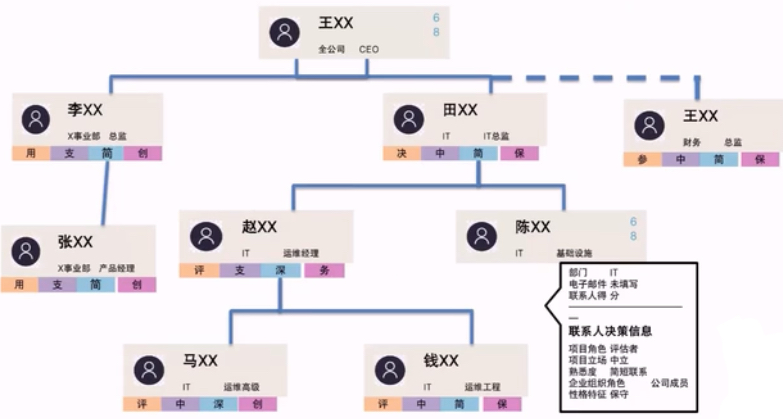 王XX
6
8
全公司 CEO
李XX
X事业部 总监
用 支 简 创
田XX
IT IT总监
决 中 简 保
王XX
财务 总监
参 中 简 保
张XX
X事业部 产品经理
用 支 简 创
赵XX
IT 运维经理
评 支 深 务
陈XX
6
8
IT 基础设施
部门 IT
电子邮件 未填写
联系人得 分
联系人决策信息
项目角色 评估者
项目立场 中立
熟悉度 简短联系
企业组织角色 公司成员
性格特征 保守
马XX
IT 运维高级
评 中 深 创
钱XX
IT 运维工程
评 中 简 保